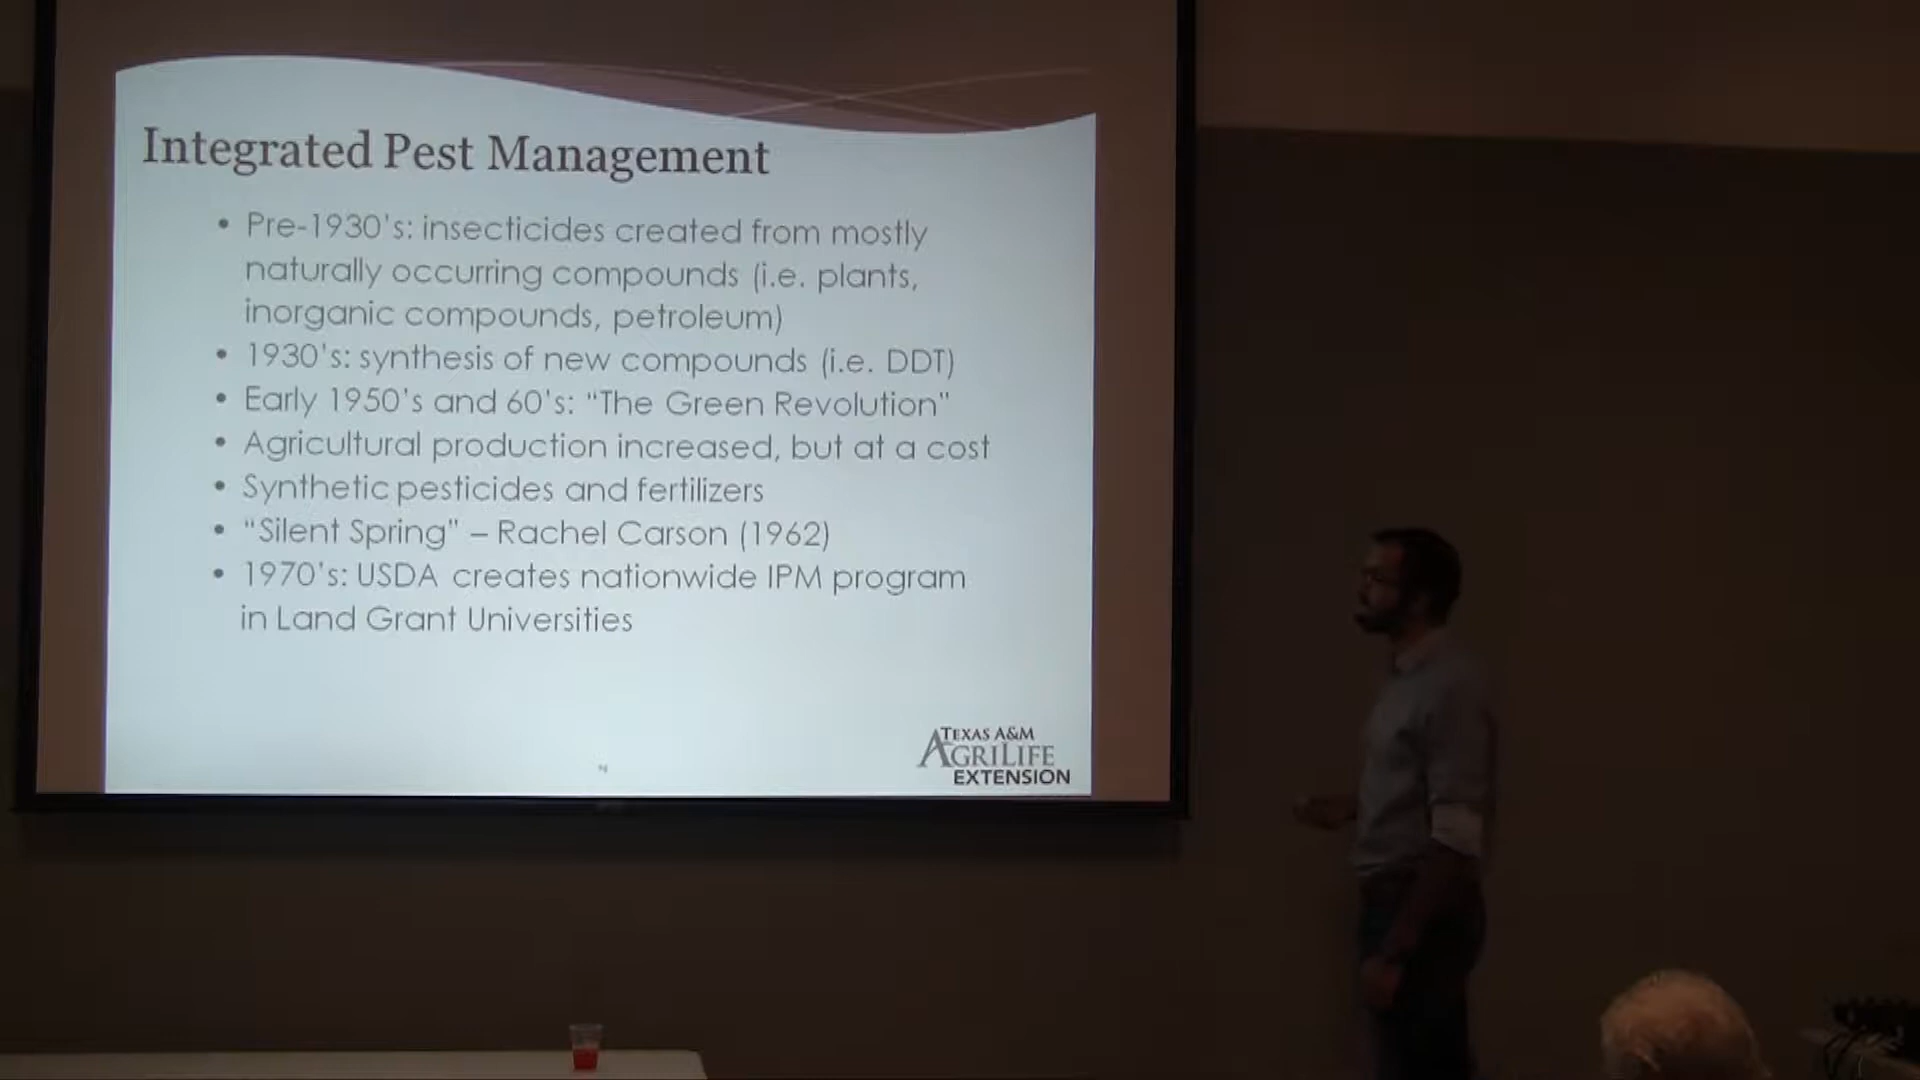 Integrated Pest Management
• Pre-1930's: insecticides created from mostly
naturally occurring compounds (i.e. plants,
inorganic compounds, petroleum)
• 1930's: synthesis of new compounds (i.e. DDT)
• Early 1950's and 60's: “The Green Revolution”
• Agricultural production increased, but at a cost
• Synthetic pesticides and fertilizers
• “Silent Spring” – Rachel Carson (1962)
• 1970's: USDA creates nationwide IPM program
in Land Grant Universities
TEXAS A&M
AGRILIFE
EXTENSION